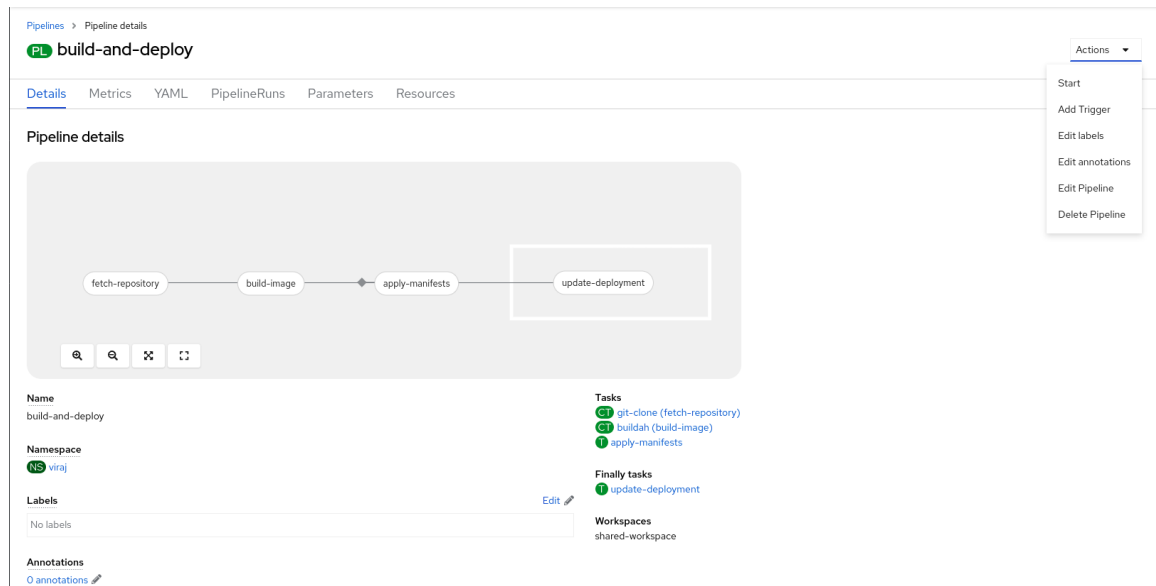 Pipelines > Pipeline details
PL build-and-deploy
Actions
Start
Add Trigger
Edit labels
Edit annotations
Edit Pipeline
Delete Pipeline
Details Metrics YAML PipelineRuns Parameters Resources
Pipeline details
fetch-repository build-image apply-manifests update-deployment
Name
build-and-deploy
Namespace
NS viraj
Labels Edit
No labels
Annotations
0 annotations
Tasks
CT git-clone (fetch-repository)
CT buildah (build-image)
T apply-manifests
Finally tasks
T update-deployment
Workspaces
shared-workspace